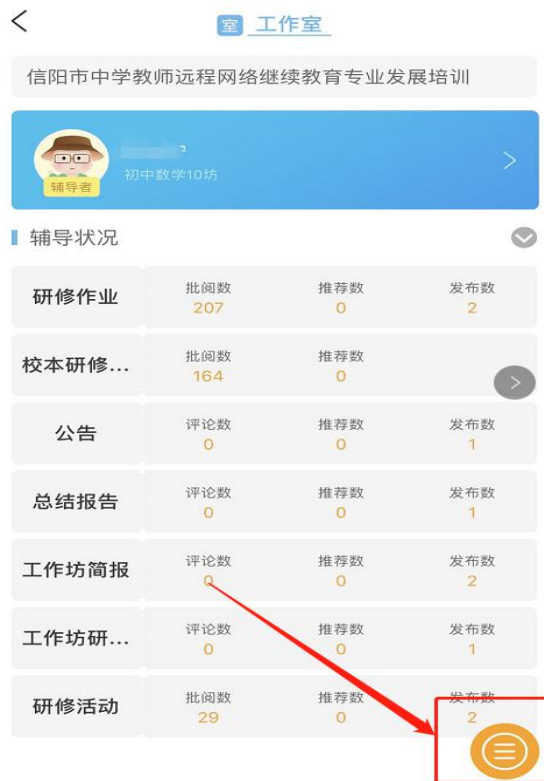 室 工作室
信阳市中学教师远程网络继续教育专业发展培训
辅导者
初中数学10坊
辅导状况
研修作业 批阅数 推荐数 发布数
207 0 2
校本研修... 批阅数 推荐数
164 0
公告 评论数 推荐数 发布数
0 0 1
总结报告 评论数 推荐数 发布数
0 0 1
工作坊简报 评论数 推荐数 发布数
0 0 2
工作坊研... 评论数 推荐数 发布数
0 0 1
研修活动 批阅数 推荐数 发布数
29 0 2